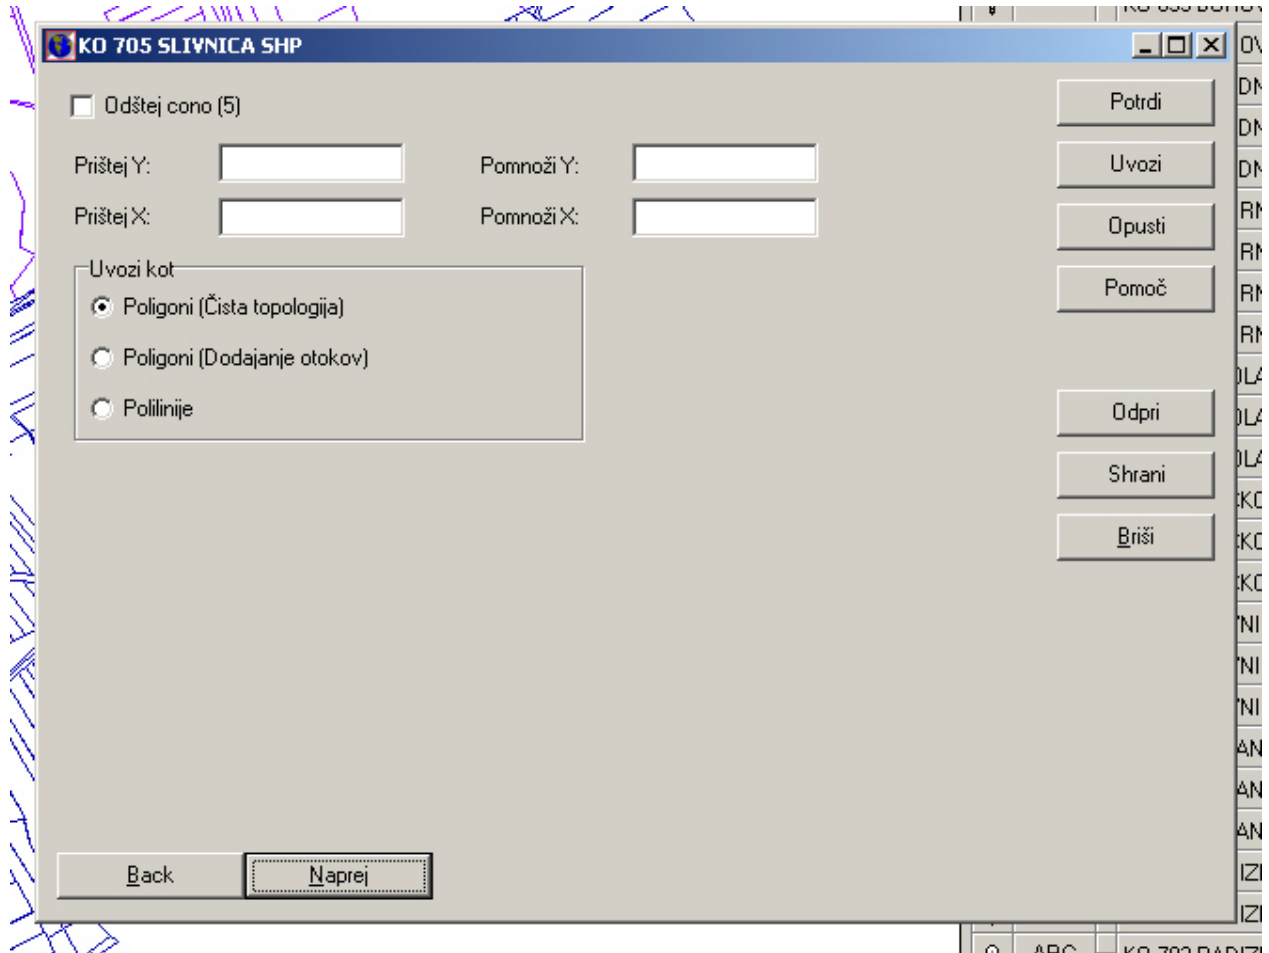 KO 705 SLIVNICA SHP
Odštej cono (5)
Prištej Y:
Pomnoži Y:
Prištej X:
Pomnoži X:
Uvozi kot
Poligoni (Čista topologija)
Poligoni (Dodajanje otokov)
Polilinije
Potrdi
Uvozi
Opusti
Pomoč
Odpri
Shrani
Briši
Back
Naprej